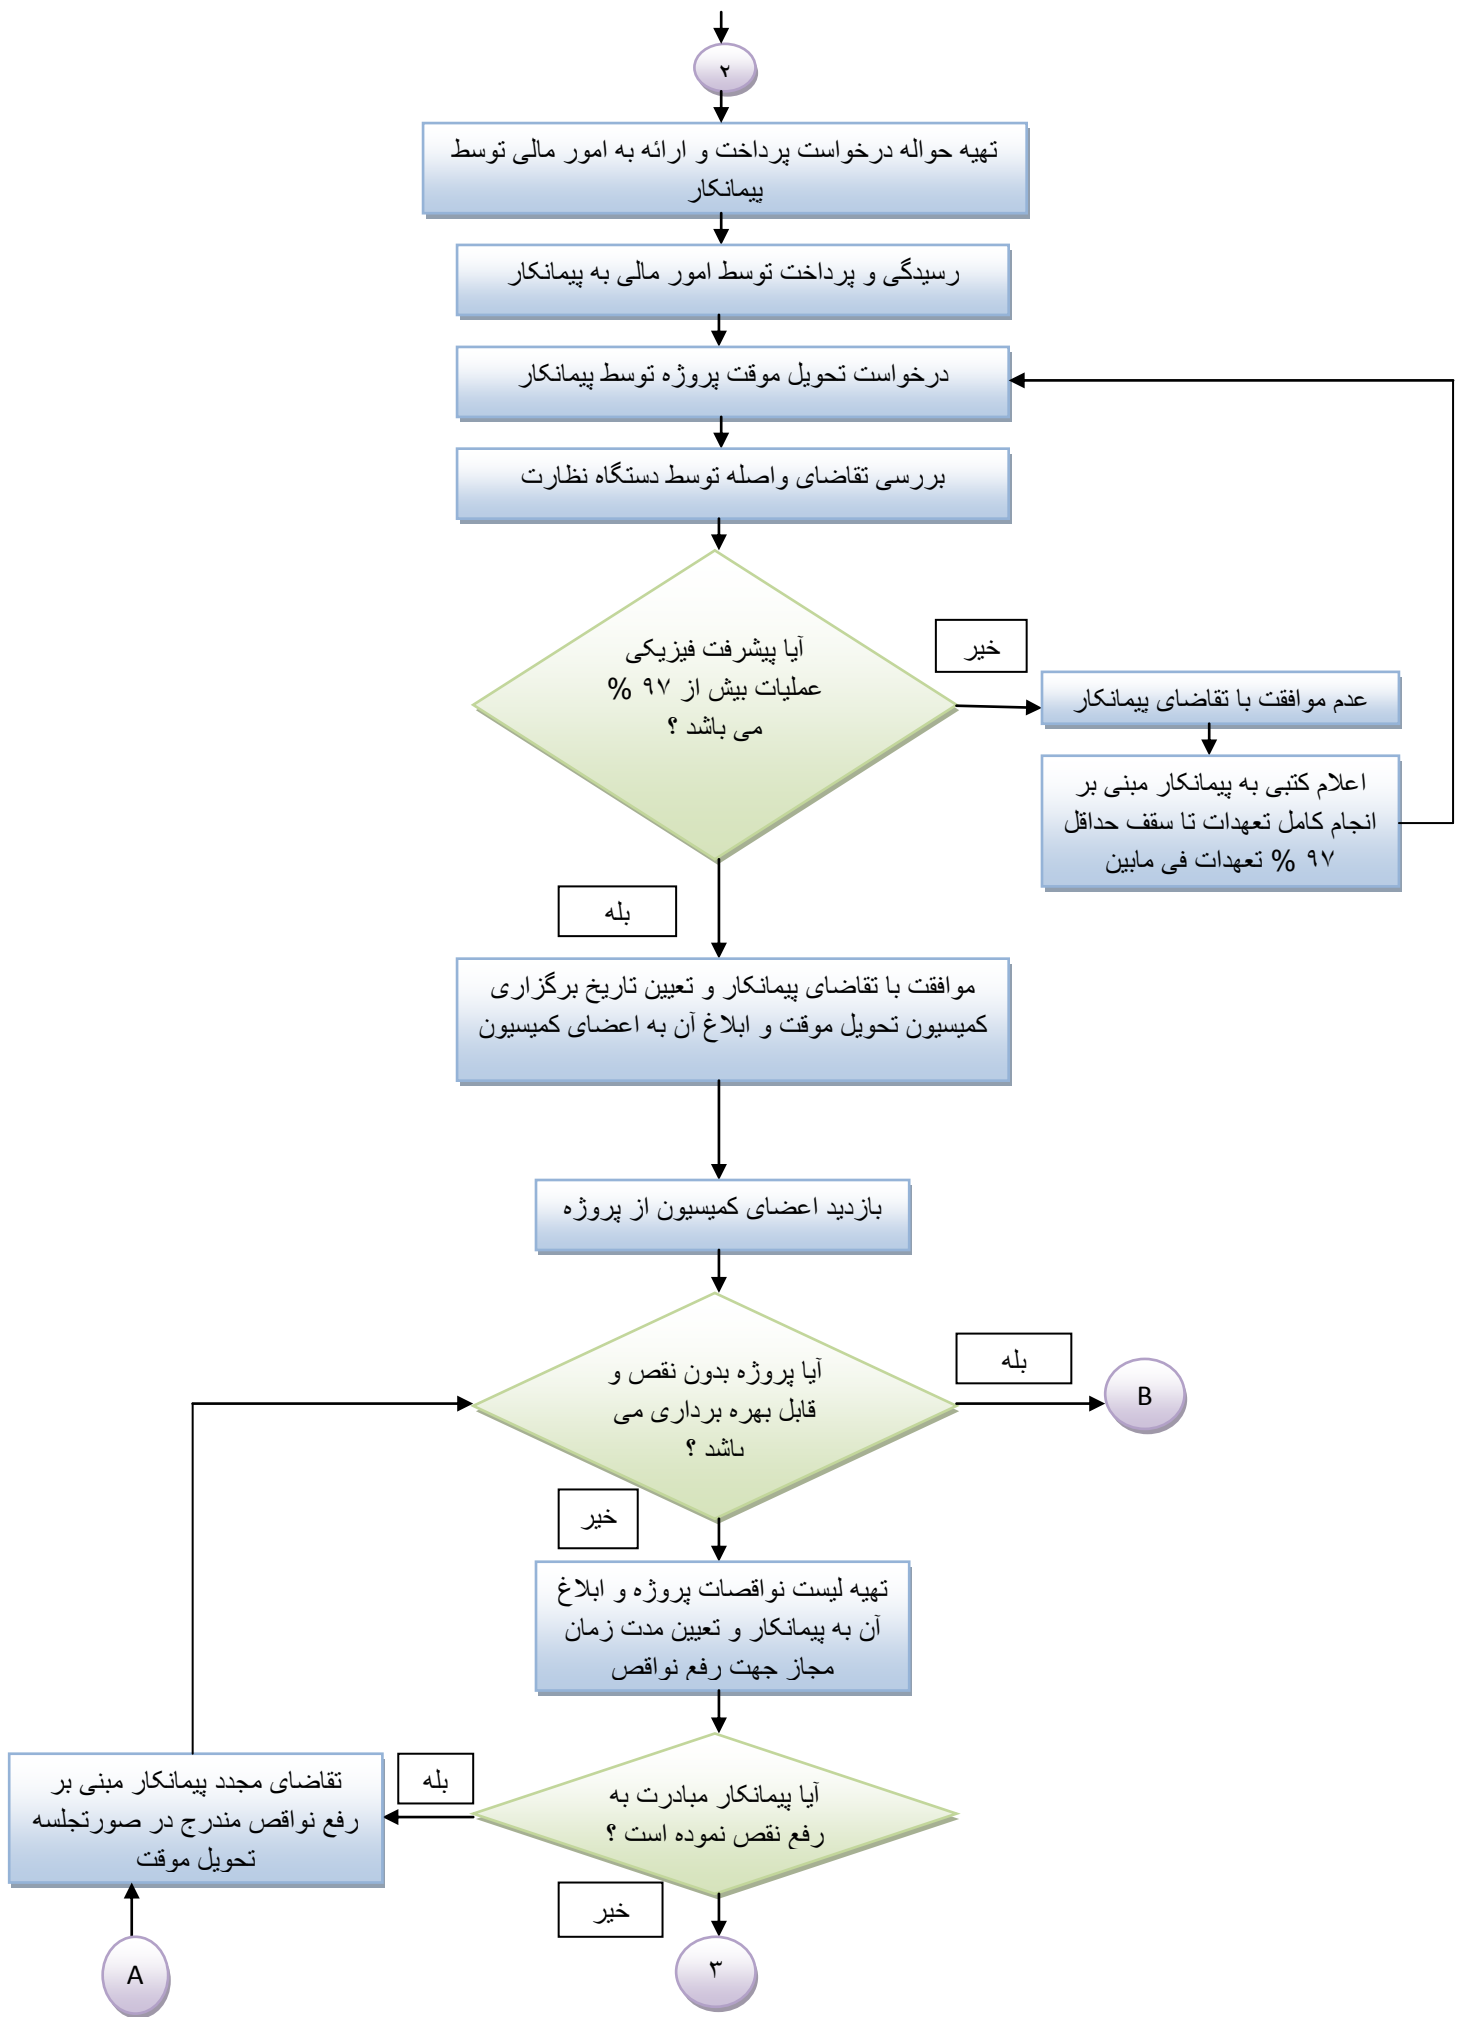 ۲
تهیه حواله درخواست پرداخت و ارائه به امور مالی توسط
پیمانکار
رسیدگی و پرداخت توسط امور مالی به پیمانکار
درخواست تحویل موقت پروژه توسط پیمانکار
بررسی تقاضای واصله توسط دستگاه نظارت
آیا پیشرفت فیزیکی
عملیات بیش از ۹۷ %
می باشد ؟
خیر
عدم موافقت با تقاضای پیمانکار
اعلام کتبی به پیمانکار مبنی بر
انجام کامل تعهدات تا سقف حداقل
۹۷ % تعهدات فی مابین
بله
موافقت با تقاضای پیمانکار و تعیین تاریخ برگزاری
کمیسیون تحویل موقت و ابلاغ آن به اعضای کمیسیون
بازدید اعضای کمیسیون از پروژه
آیا پروژه بدون نقص و
قابل بهره برداری می
باشد ؟
بله
B
خیر
تهیه لیست نواقصات پروژه و ابلاغ
آن به پیمانکار و تعیین مدت زمان
مجاز جهت رفع نواقص
آیا پیمانکار مبادرت به
رفع نقص نموده است ؟
بله
تقاضای مجدد پیمانکار مبنی بر
رفع نواقص مندرج در صورتجلسه
تحویل موقت
خیر
۳
A